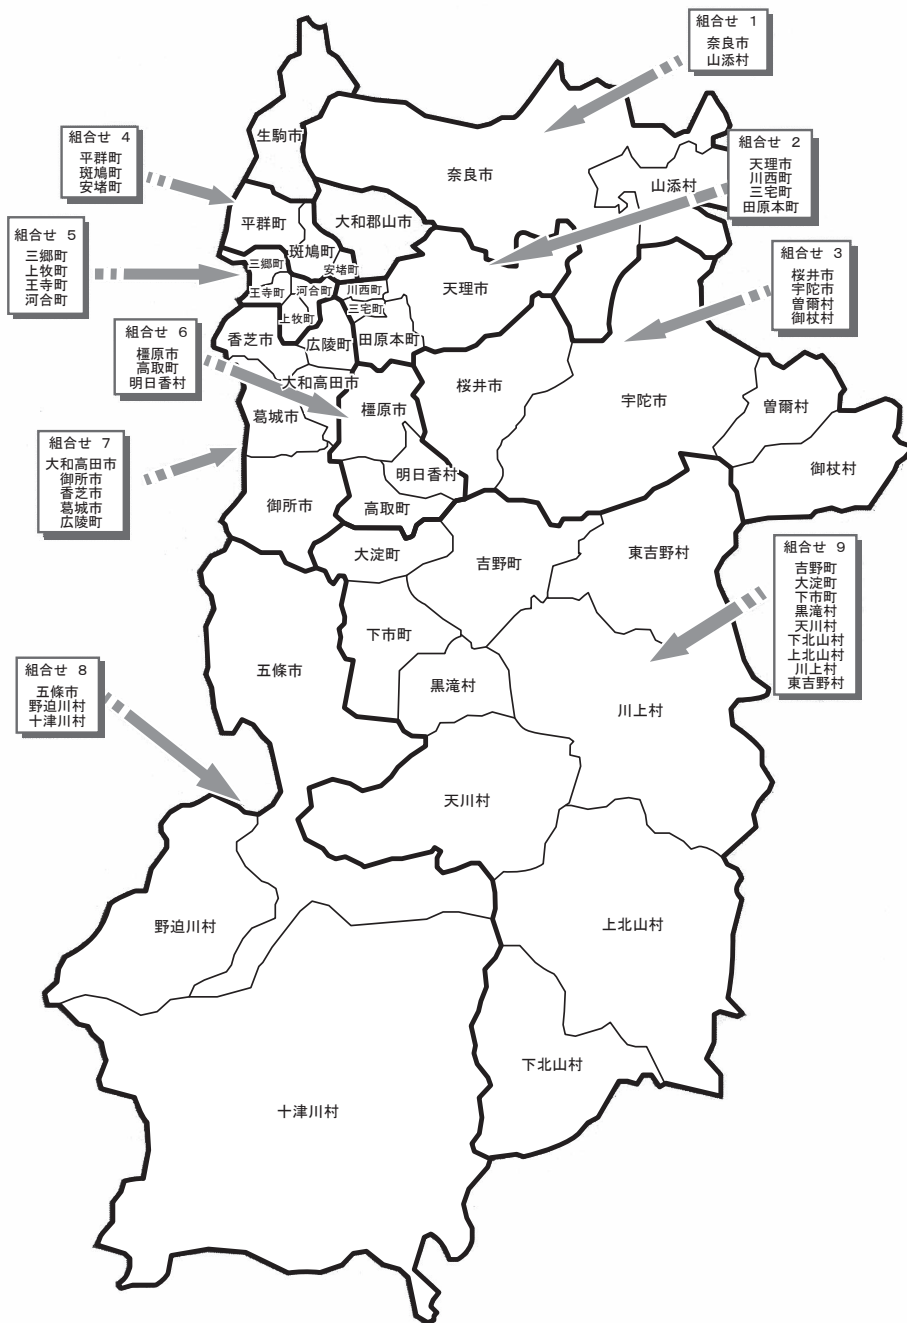 組合せ 1
奈良市
山添村
組合せ 4
平群町
斑鳩町
安堵町
組合せ 2
天理市
川西町
三宅町
田原本町
組合せ 5
三郷町
上牧町
王寺町
河合町
組合せ 3
桜井市
宇陀市
曽爾村
御杖村
組合せ 6
橿原市
高取町
明日香村
組合せ 7
大和高田市
御所市
香芝市
葛城市
広陵町
組合せ 9
吉野町
大淀町
下市町
黒滝村
天川村
下北山村
上北山村
川上村
東吉野村
組合せ 8
五條市
野迫川村
十津川村
生駒市
奈良市
山添村
平群町
大和郡山市
斑鳩町
三郷町
安堵町
天理市
王寺町
河合町
川西町
三宅町
上牧町
香芝市
広陵町
田原本町
大和高田市
桜井市
宇陀市
曽爾村
葛城市
橿原市
御杖村
明日香村
御所市
高取町
大淀町
吉野町
東吉野村
下市町
五條市
黒滝村
川上村
天川村
野迫川村
上北山村
下北山村
十津川村